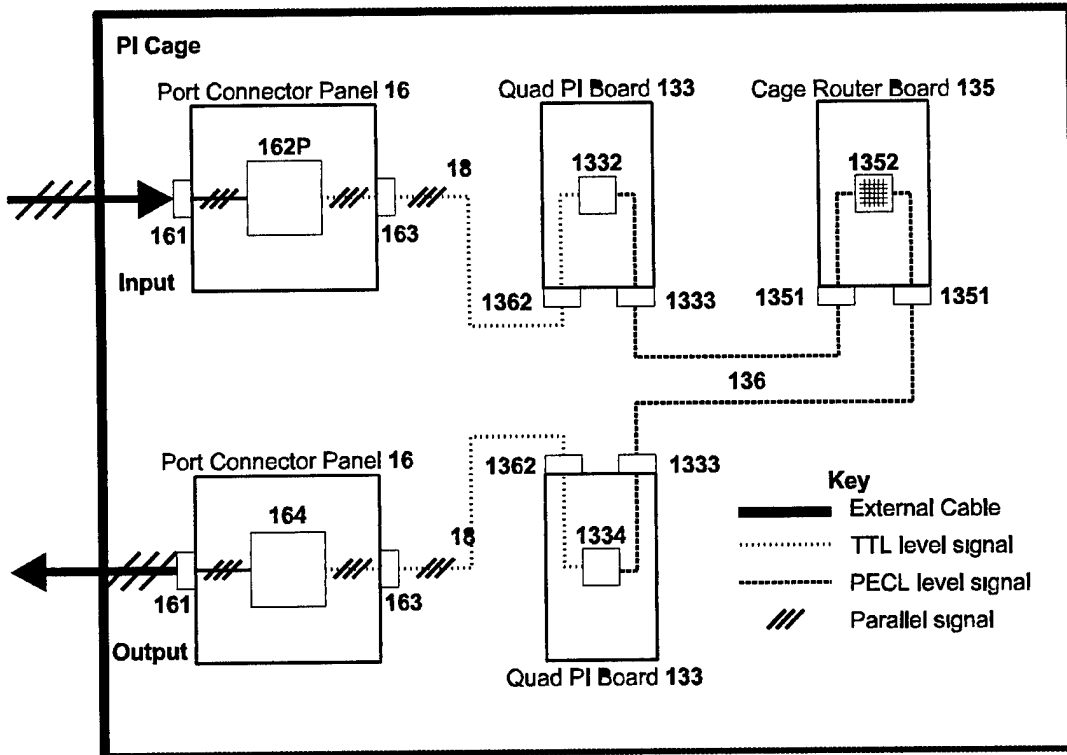 PI Cage
Port Connector Panel 16
Quad PI Board 133
Cage Router Board 135
162P
18
1332
1352
161
163
Input
1362
1333
1351
1351
136
Port Connector Panel 16
1362
1333
164
18
1334
161
163
Output
Quad PI Board 133
Key
External Cable
TTL level signal
PECL level signal
Parallel signal